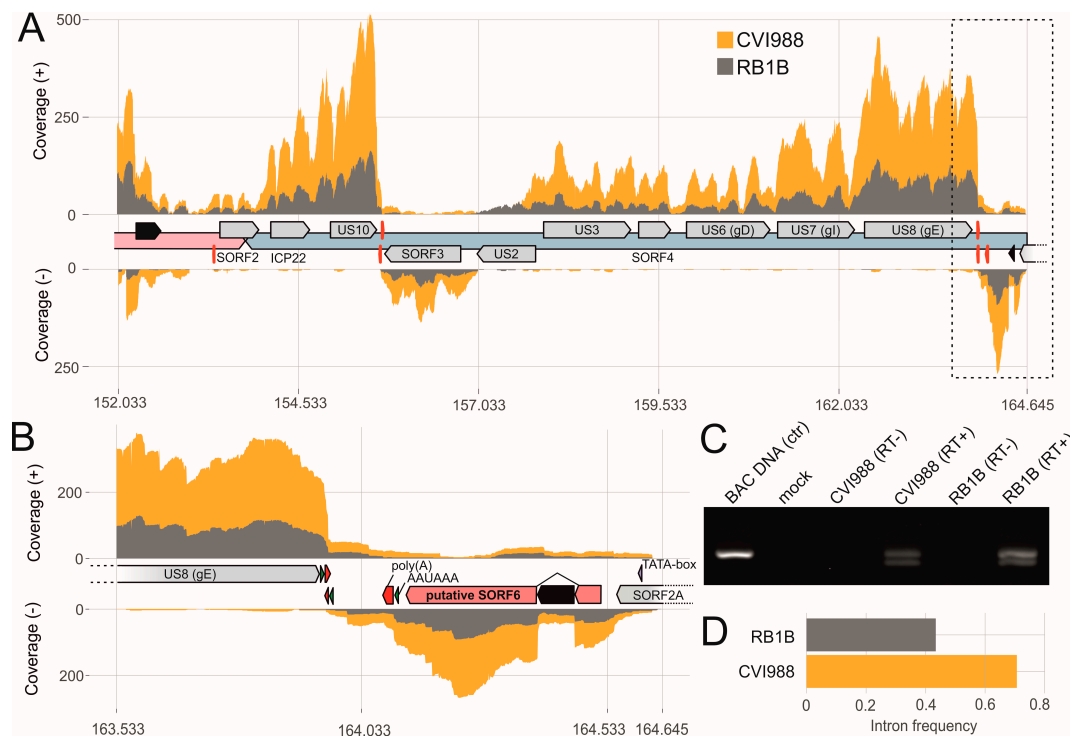 A
500
250
0
Coverage (+)
CVI988
RB1B
US10
US3
US6 (gD)
US7 (gI)
US8 (gE)
SORF2
ICP22
SORF3
US2
SORF4
0
250
Coverage (-)
152.033
154.533
157.033
159.533
162.033
164.645
B
200
0
Coverage (+)
US8 (gE)
poly(A)
AAUAAA
putative SORF6
TATA-box
SORF2A
0
200
Coverage (-)
163.533
164.033
164.533
164.645
C
BAC DNA (ctr)
mock
CVI988 (RT-)
CVI988 (RT+)
RB1B (RT-)
RB1B (RT+)
D
RB1B
CVI988
0
0.2
0.4
0.6
0.8
Intron frequency